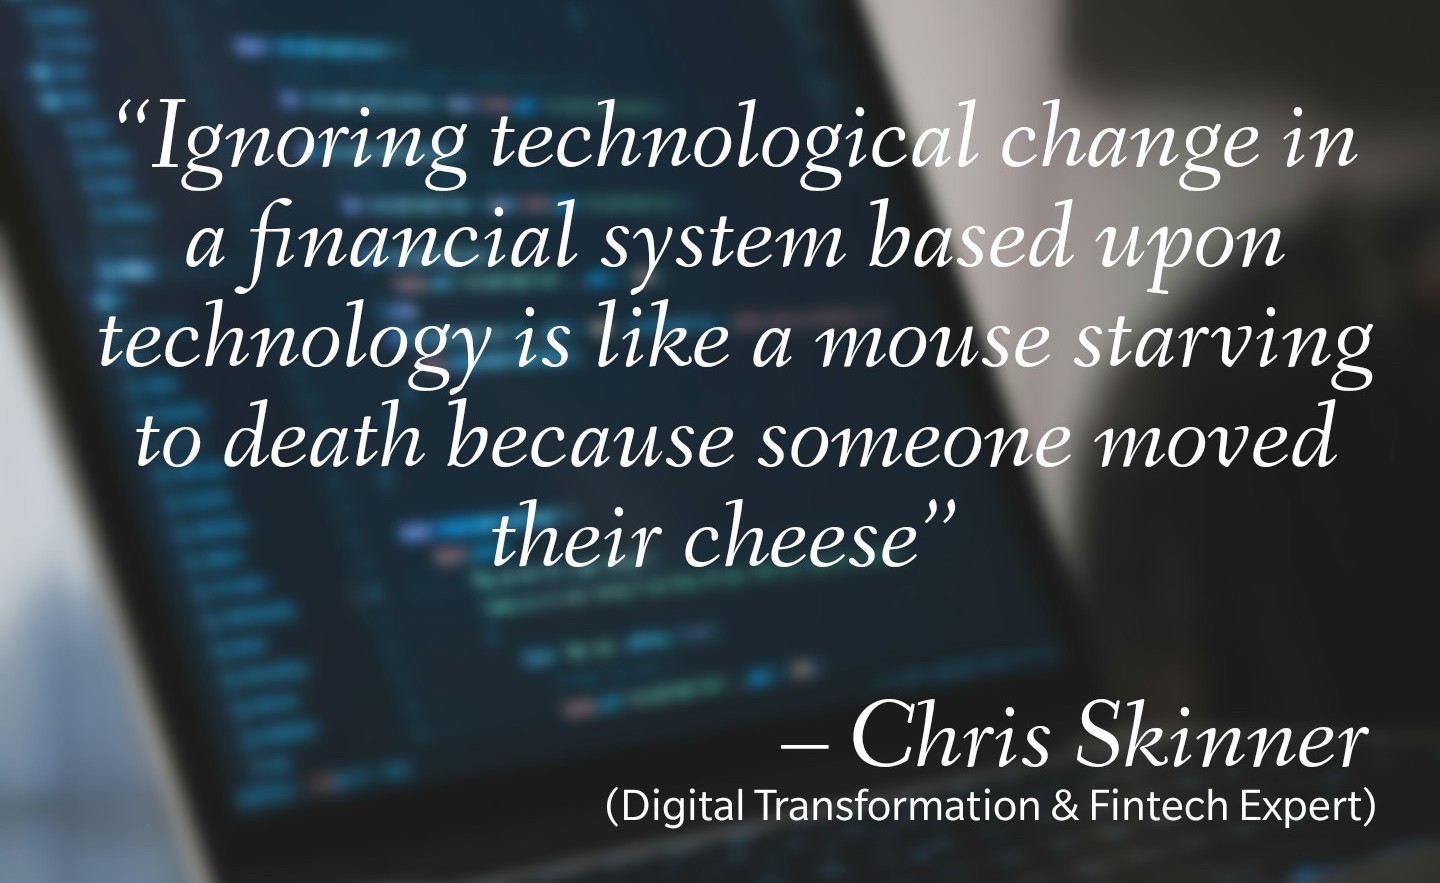 “Ignoring technological change in
a financial system based upon
technology is like a mouse starving
to death because someone moved
their cheese”
– Chris Skinner
(Digital Transformation & Fintech Expert)